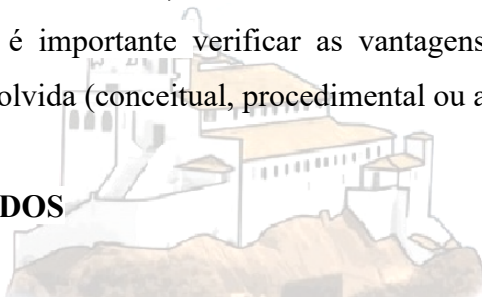 é importante verificar as vantagens
olvida (conceitual, procedimental ou a
DOS